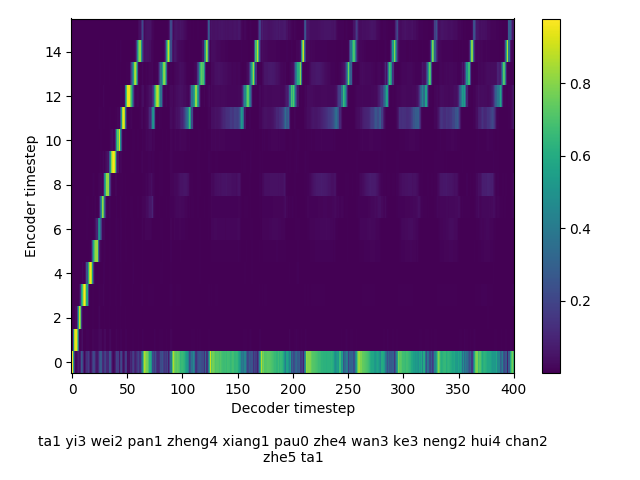 14
12
10
8
6
4
2
0
Encoder timestep
0 50 100 150 200 250 300 350 400
Decoder timestep
0.8
0.6
0.4
0.2
ta1 yi3 wei2 pan1 zheng4 xiang1 pau0 zhe4 wan3 ke3 neng2 hui4 chan2
zhe5 ta1